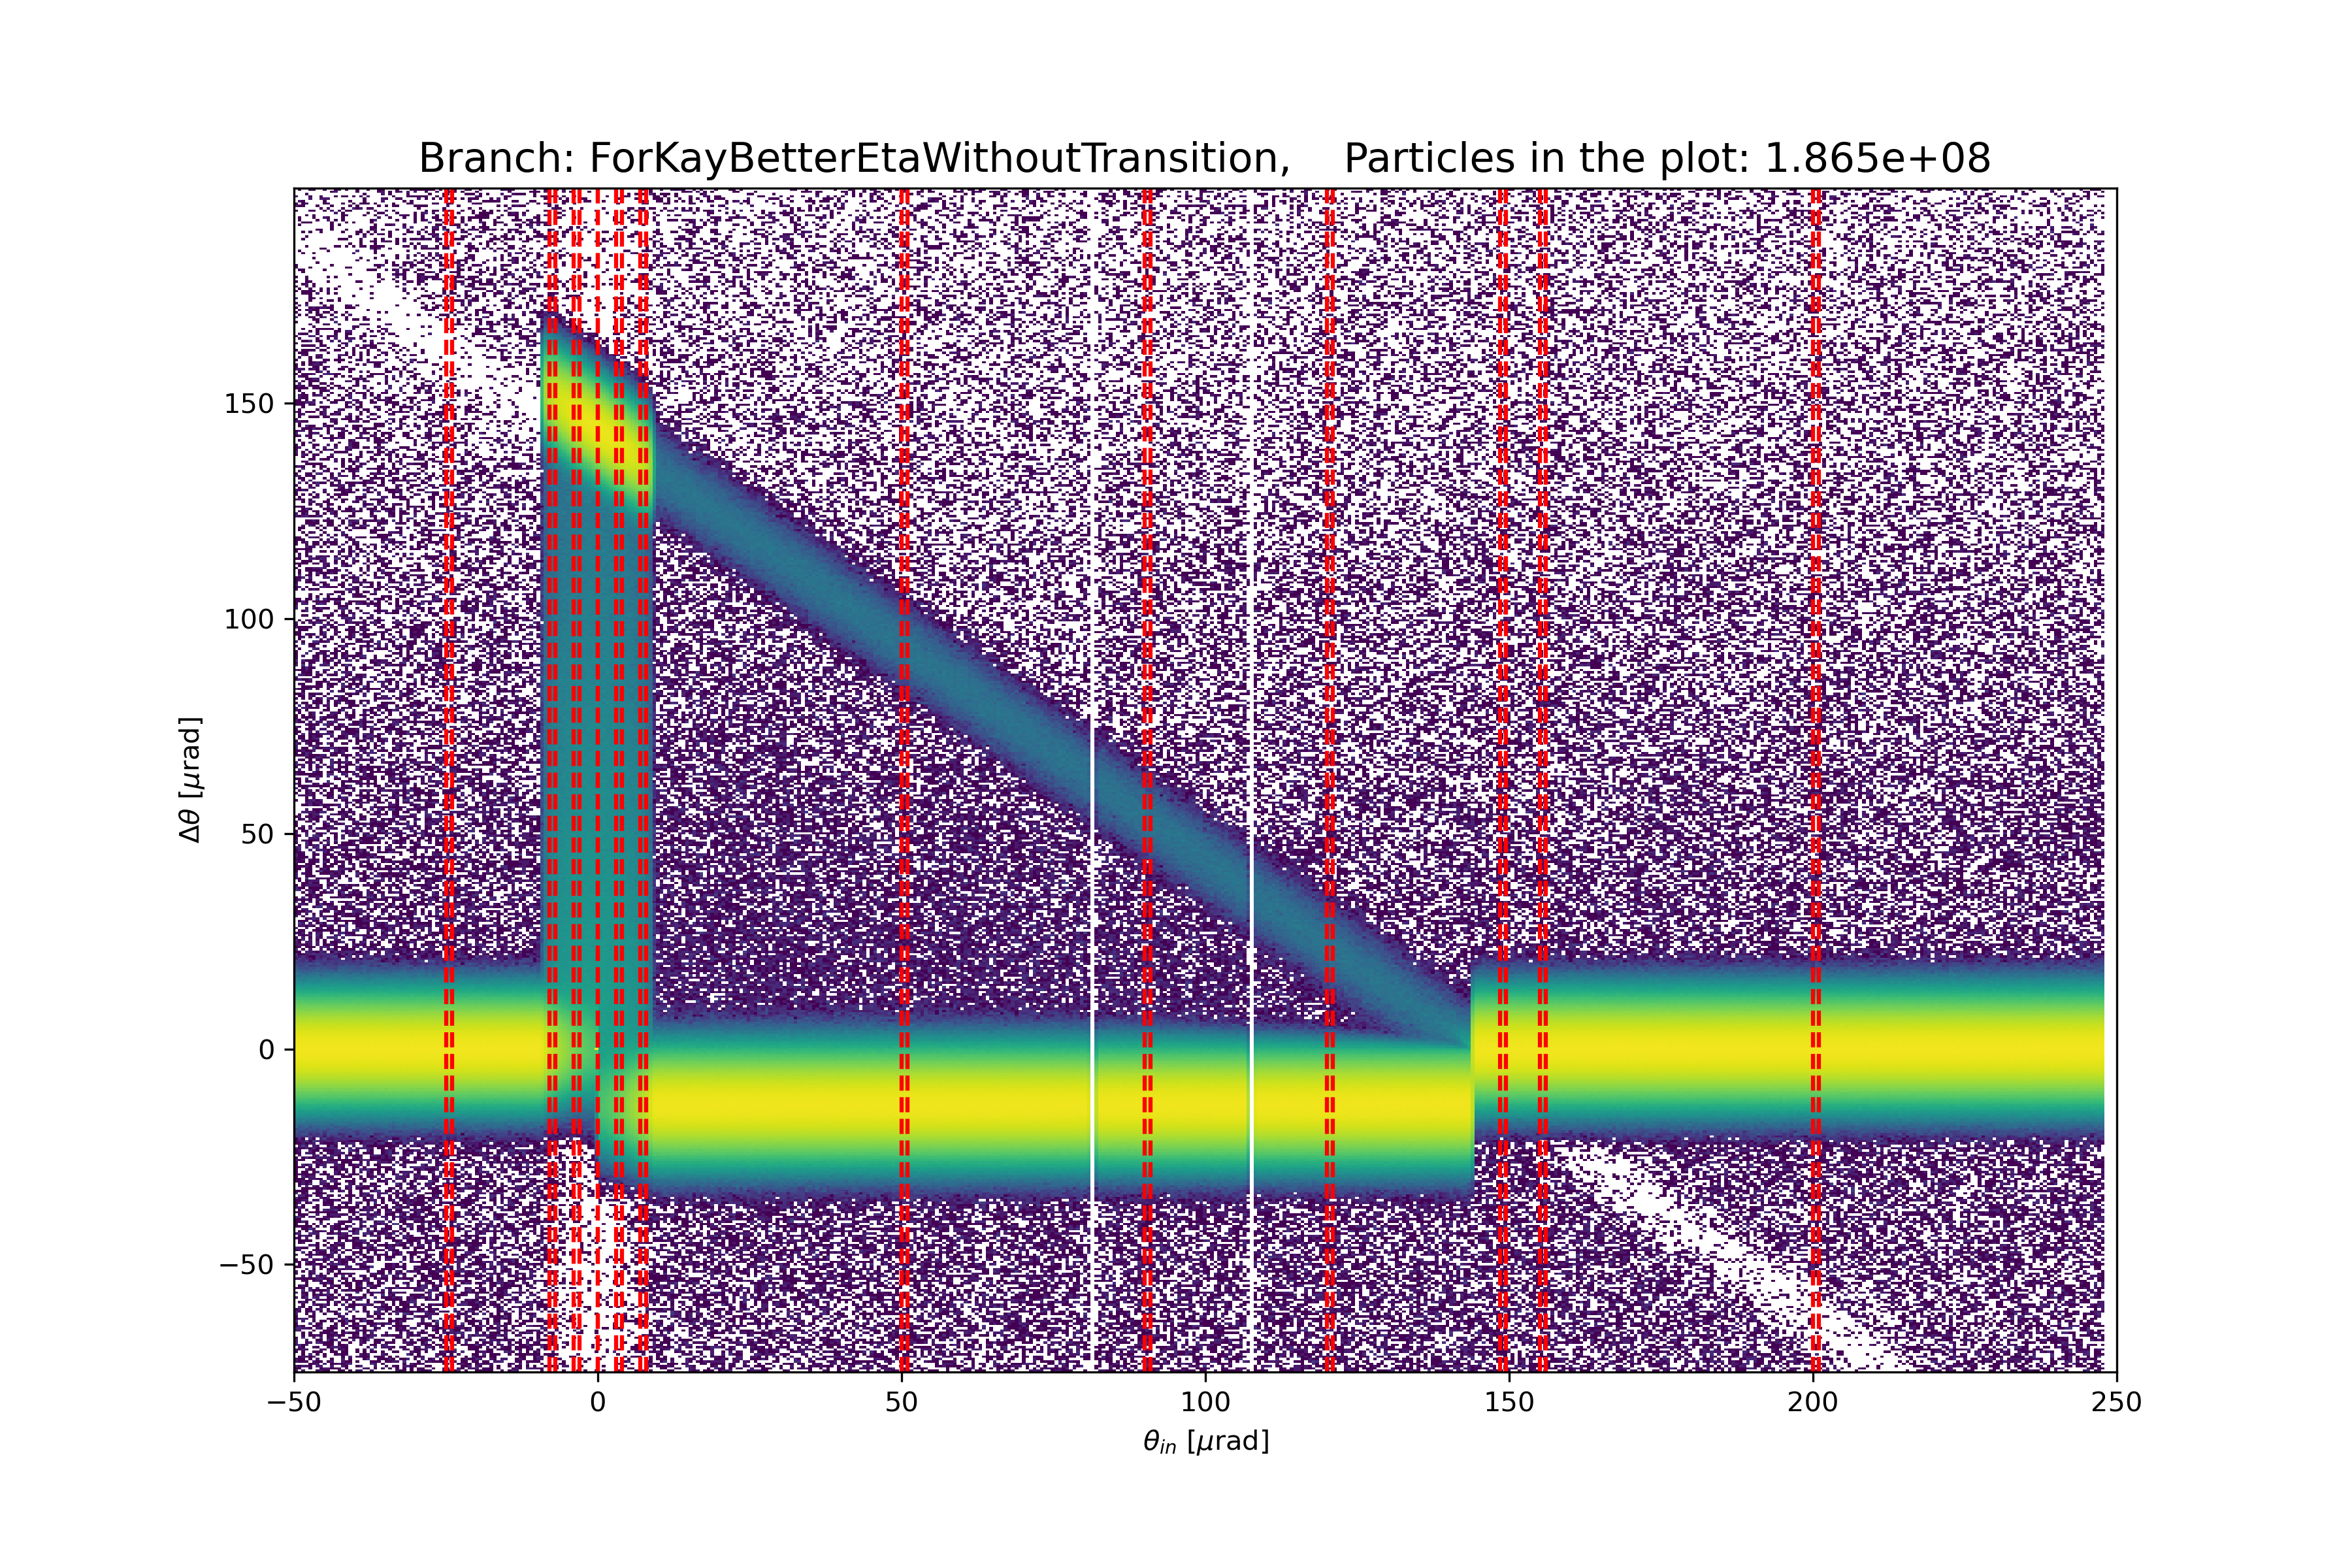 Branch: ForKayBetterEtaWithoutTransition,    Particles in the plot: 1.865e+08
150
100
50
0
−50
Δθ [μrad]
−50 0 50 100 150 200 250
θin [μrad]